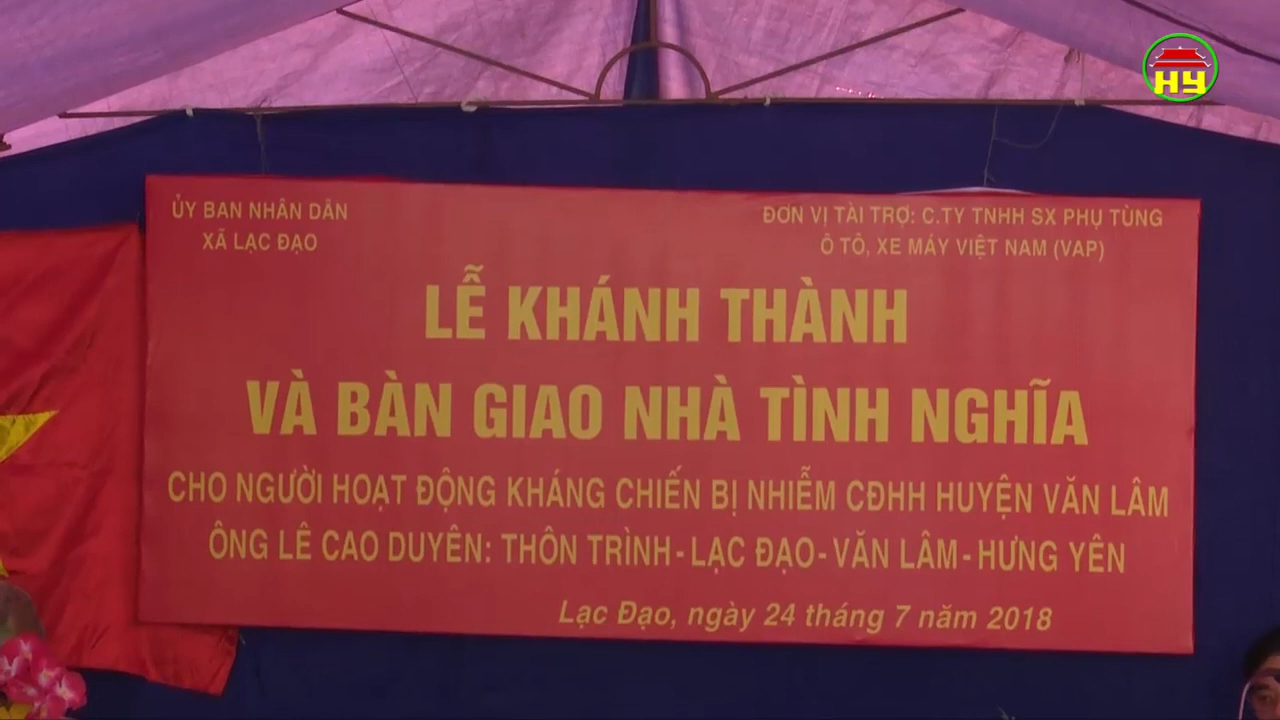 HY
ỦY BAN NHÂN DÂN
XÃ LẠC ĐẠO
ĐƠN VỊ TÀI TRỢ: C.TY TNHH SX PHỤ TÙNG
Ô TÔ, XE MÁY VIỆT NAM (VAP)
LỄ KHÁNH THÀNH
VÀ BÀN GIAO NHÀ TÌNH NGHĨA
CHO NGƯỜI HOẠT ĐỘNG KHÁNG CHIẾN BỊ NHIỄM CĐHH HUYỆN VĂN LÂM
ÔNG LÊ CAO DUYÊN: THÔN TRÌNH-LẠC ĐẠO-VĂN LÂM-HƯNG YÊN
Lạc Đạo, ngày 24 tháng 7 năm 2018